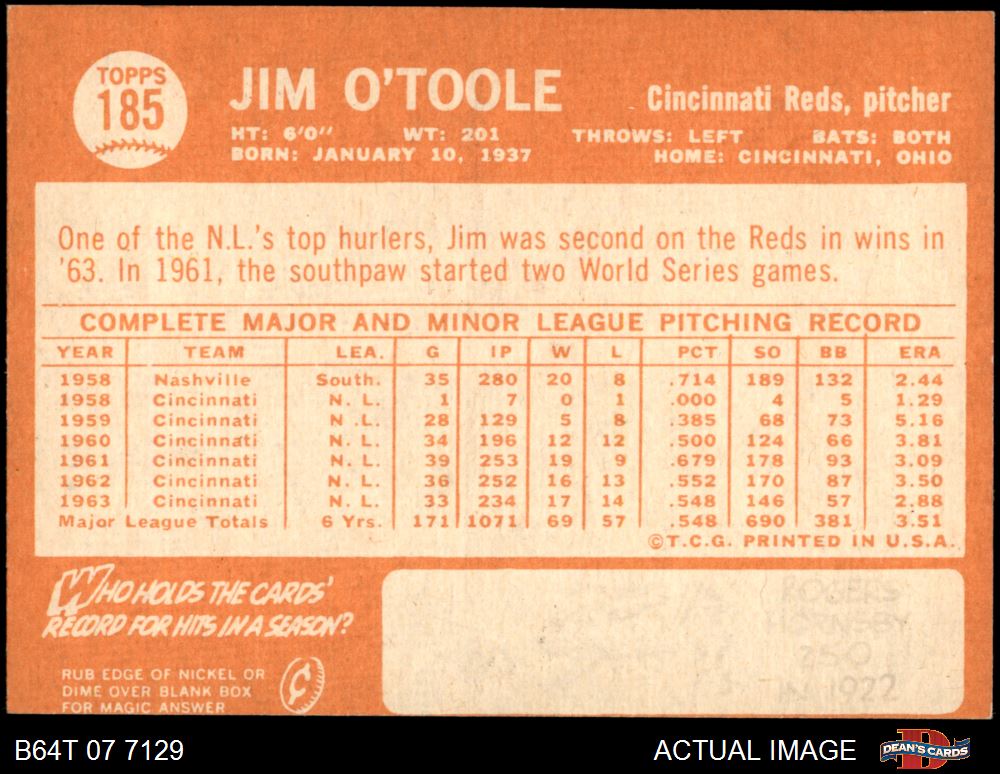 TOPPS
185
JIM O'TOOLE
Cincinnati Reds, pitcher
HT: 6'0" WT: 201 THROWS: LEFT BATS: BOTH
BORN: JANUARY 10, 1937 HOME: CINCINNATI, OHIO
One of the N.L.'s top hurlers, Jim was second on the Reds in wins in
'63. In 1961, the southpaw started two World Series games.
COMPLETE MAJOR AND MINOR LEAGUE PITCHING RECORD
YEAR TEAM LEA. G IP W L PCT SO BB ERA
1958 Nashville South. 35 280 20 8 .714 189 132 2.44
1958 Cincinnati N. L. 1 7 0 1 .000 4 5 1.29
1959 Cincinnati N .L. 28 129 5 8 .385 68 73 5.16
1960 Cincinnati N. L. 34 196 12 12 .500 124 66 3.81
1961 Cincinnati N. L. 39 253 19 9 .679 178 93 3.09
1962 Cincinnati N. L. 36 252 16 13 .552 170 87 3.50
1963 Cincinnati N. L. 33 234 17 14 .548 146 57 2.88
Major League Totals 6 Yrs. 171 1071 69 57 .548 690 381 3.51
©T.C.G. PRINTED IN U.S.A.
WHO HOLDS THE CARDS'
RECORD FOR HITS IN A SEASON?
RUB EDGE OF NICKEL OR
DIME OVER BLANK BOX
FOR MAGIC ANSWER
¢
ROGERS
HORNSBY
250
IN 1922
B64T 07 7129
ACTUAL IMAGE
DEAN'S CARDS